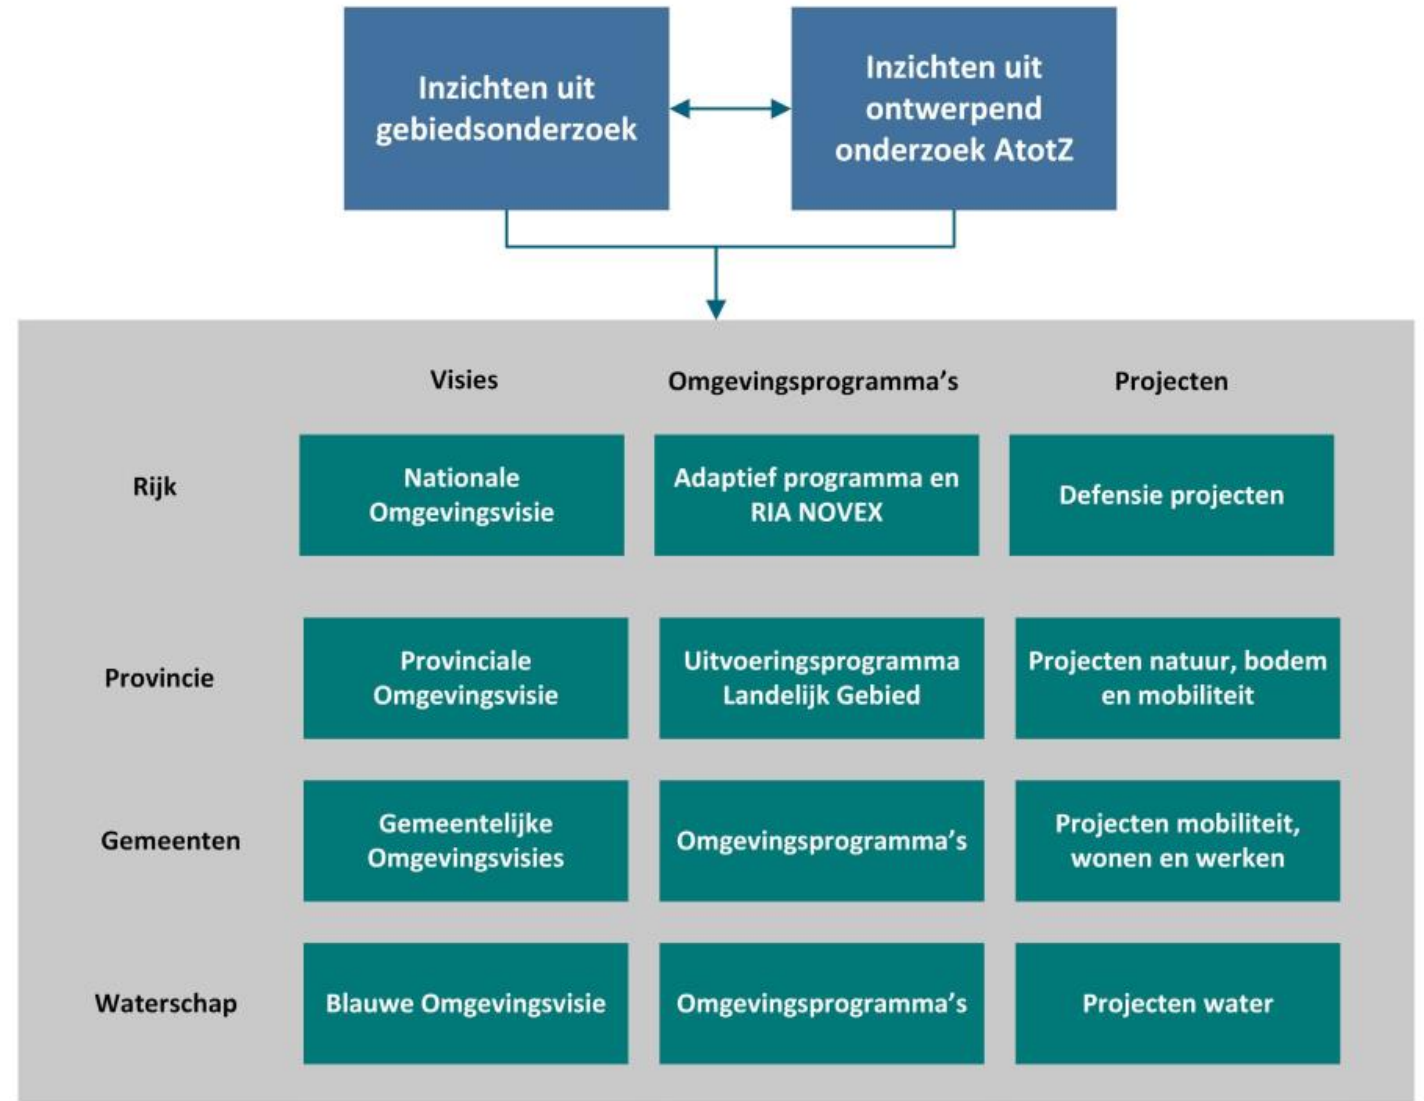 Inzichten uit
gebiedsonderzoek
Inzichten uit
ontwerpend
onderzoek AtotZ
Visies
Omgevingsprogramma’s
Projecten
Rijk
Nationale
Omgevingsvisie
Adaptief programma en
RIA NOVEX
Defensie projecten
Provincie
Provinciale
Omgevingsvisie
Uitvoeringsprogramma
Landelijk Gebied
Projecten natuur, bodem
en mobiliteit
Gemeenten
Gemeentelijke
Omgevingsvisies
Omgevingsprogramma’s
Projecten mobiliteit,
wonen en werken
Waterschap
Blauwe Omgevingsvisie
Omgevingsprogramma’s
Projecten water